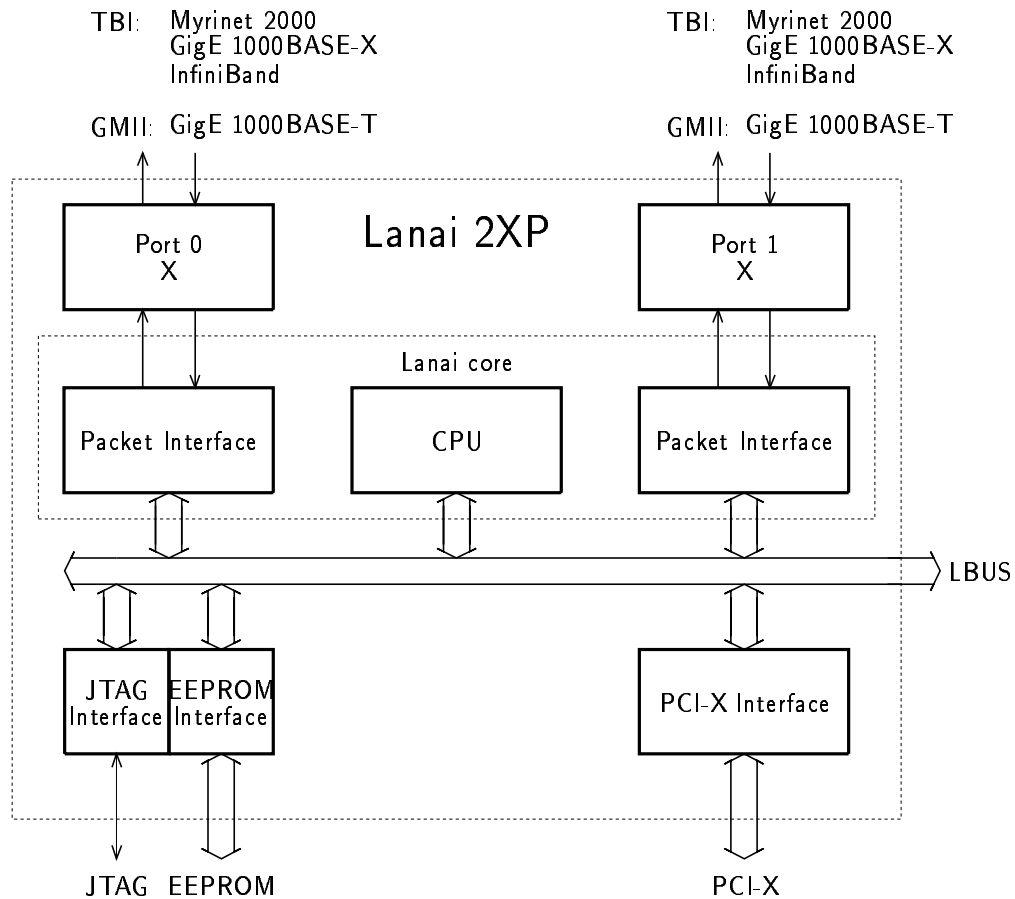 TBI: Myrinet 2000
GigE 1000BASE-X
InfiniBand
GMII: GigE 1000BASE-T
TBI: Myrinet 2000
GigE 1000BASE-X
InfiniBand
GMII: GigE 1000BASE-T
Lanai 2XP
Port 0
X
Port 1
X
Lanai core
Packet Interface
CPU
Packet Interface
LBUS
JTAG
Interface
EEPROM
Interface
PCI-X Interface
JTAG
EEPROM
PCI-X